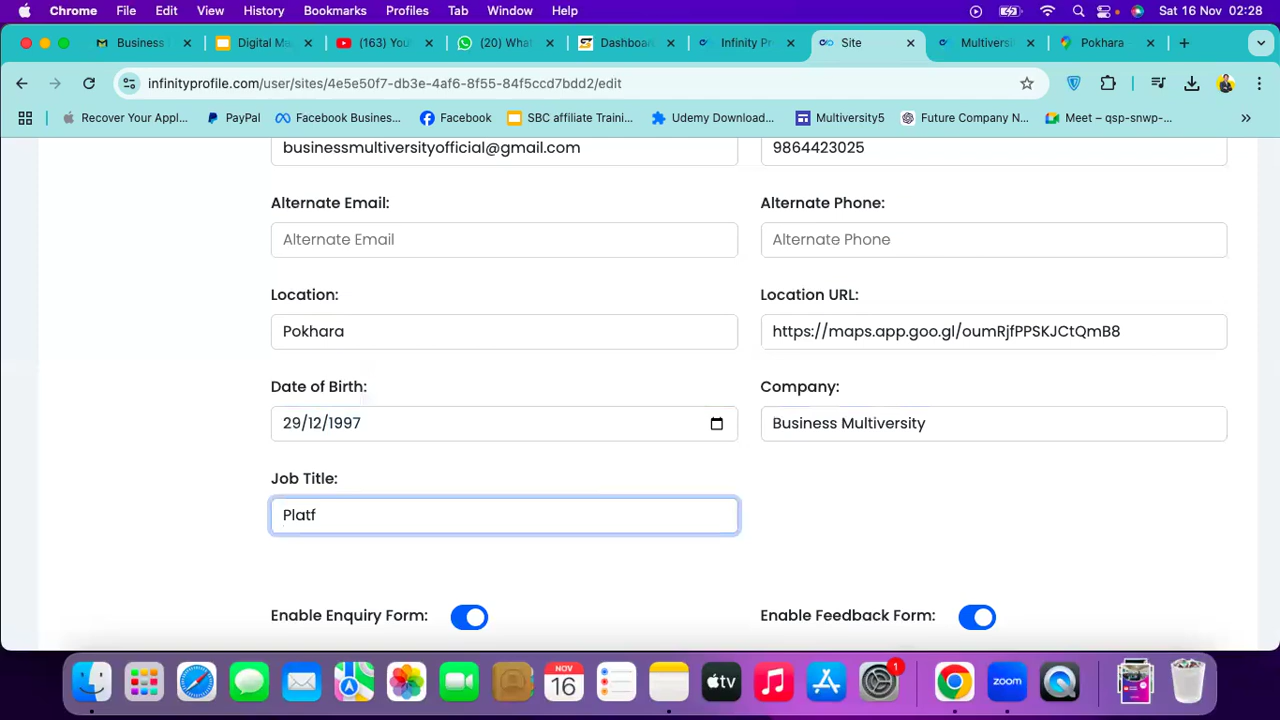 Chrome File Edit View History Bookmarks Profiles Tab Window Help Sat 16 Nov 02:28
Business Digital Ma (163) You (20) What Dashboa Infinity Pr Site Multiversi Pokhara
infinityprofile.com/user/sites/4e5e50f7-db3e-4af6-8f55-84f5ccd7bdd2/edit
Recover Your Appl... PayPal Facebook Busines... Facebook SBC affiliate Traini... Udemy Download... Multiversity5 Future Company N... Meet – qsp-snwp-...
businessmultiversityofficial@gmail.com 9864423025
Alternate Email: Alternate Phone:
Alternate Email Alternate Phone
Location: Location URL:
Pokhara https://maps.app.goo.gl/oumRjfPPSKJCtQmB8
Date of Birth: Company:
29/12/1997 Business Multiversity
Job Title:
Platf
Enable Enquiry Form: Enable Feedback Form:
NOV
16
tv
zoom
1